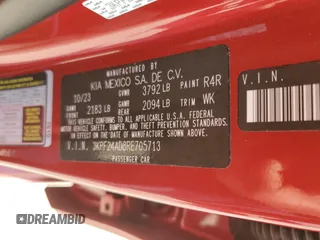 MANUFACTURED BY
KIA MEXICO S.A. DE C.V.
10/23 GVWR 3792 LB PAINT R4R
GAWR FRONT 2183 LB GAWR REAR 2094 LB TRIM WK
THIS VEHICLE CONFORMS TO ALL APPLICABLE U.S.
FEDERAL MOTOR VEHICLE SAFETY, BUMPER, AND
THEFT PREVENTION STANDARDS IN EFFECT ON
THE DATE OF MANUFACTURE SHOWN ABOVE.
V.I.N. 3KPF24AD8RE705713
PASSENGER CAR
V.I.N.
DREAMBID